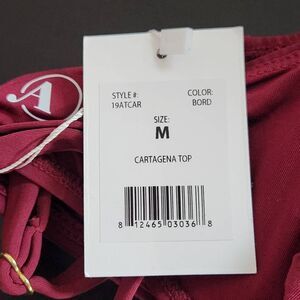 A
STYLE #: COLOR:
19ATCAR BORD
SIZE:
M
CARTAGENA TOP
8 12465 03036 8